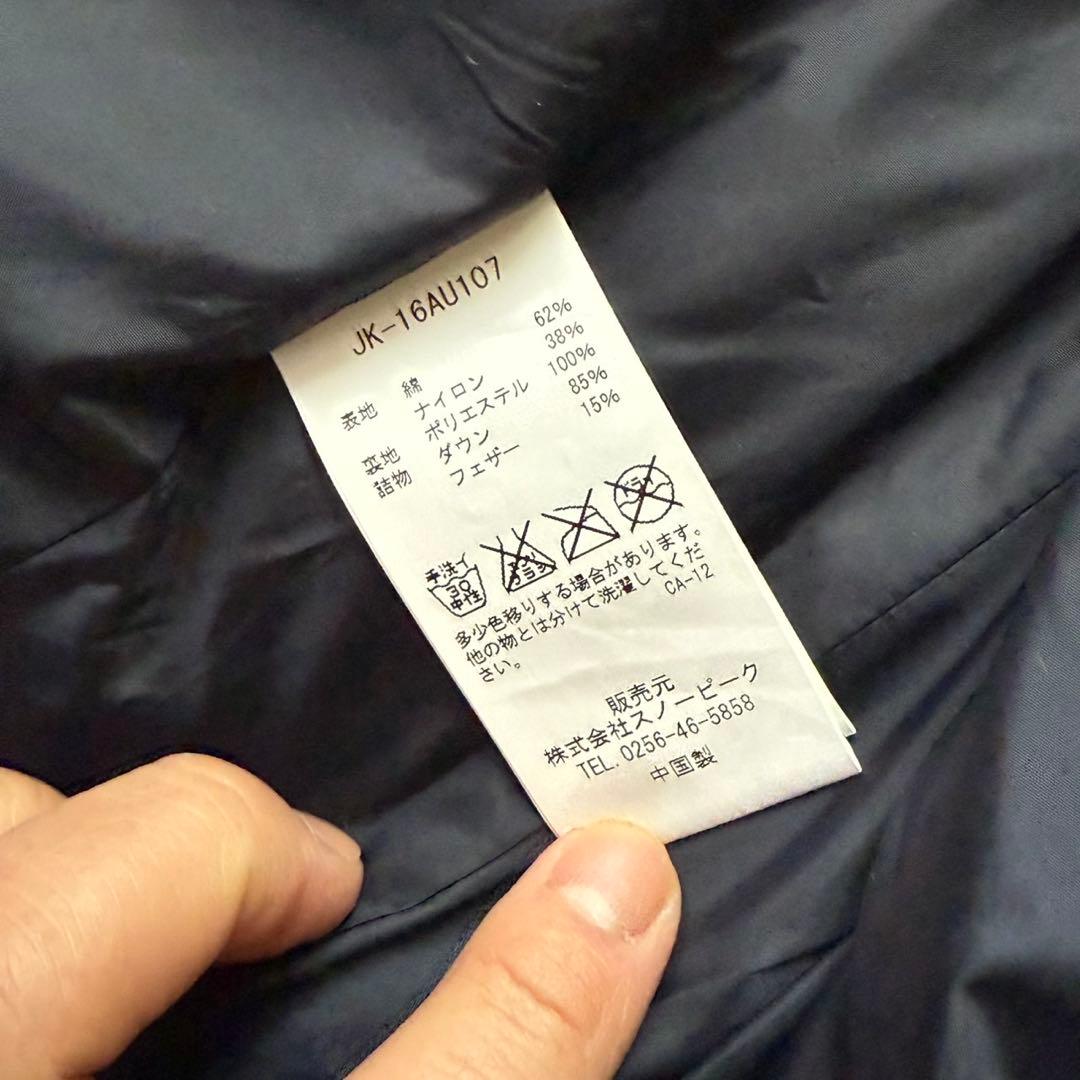 JK-16AU107
表地 綿 62%
ナイロン 38%
裏地 ポリエステル 100%
詰物 ダウン 85%
フェザー 15%
手洗イ
30
中性
エンソサラシ
ドライ
多少色移りする場合があります。
他の物とは分けて洗濯してくだ
さい。
CA-12
販売元
株式会社スノーピーク
TEL. 0256-46-5858
中国製